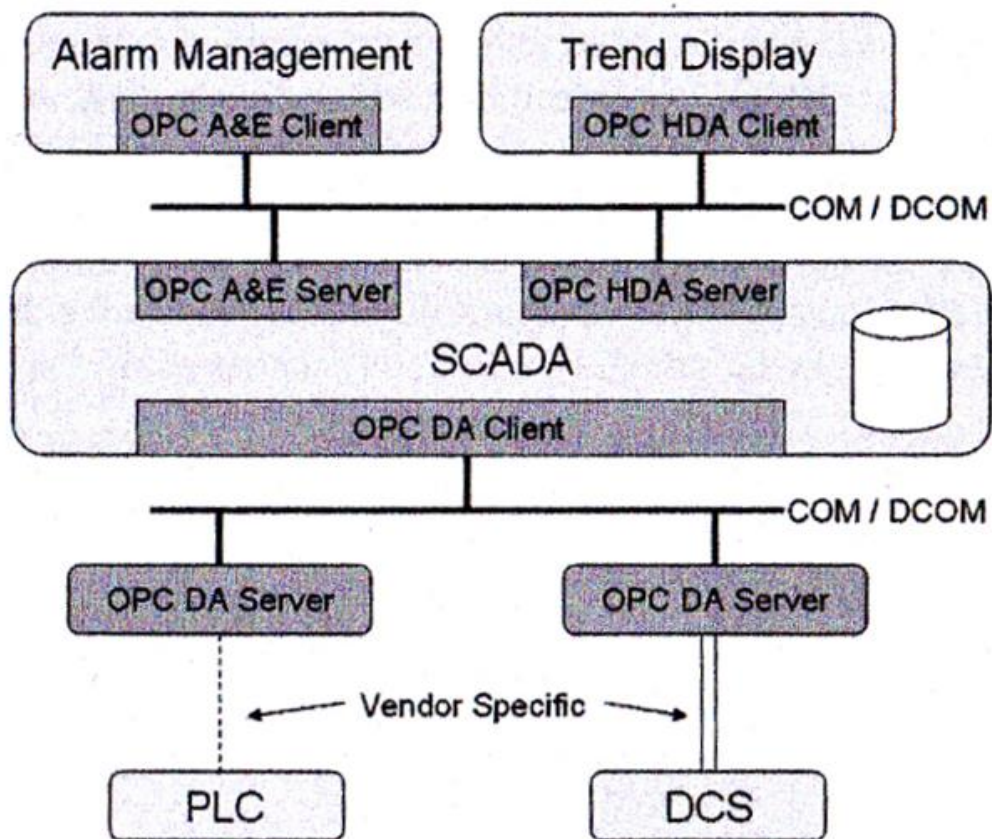 Alarm Management
Trend Display
OPC A&E Client
OPC HDA Client
COM / DCOM
OPC A&E Server
OPC HDA Server
SCADA
OPC DA Client
COM / DCOM
OPC DA Server
OPC DA Server
Vendor Specific
PLC
DCS